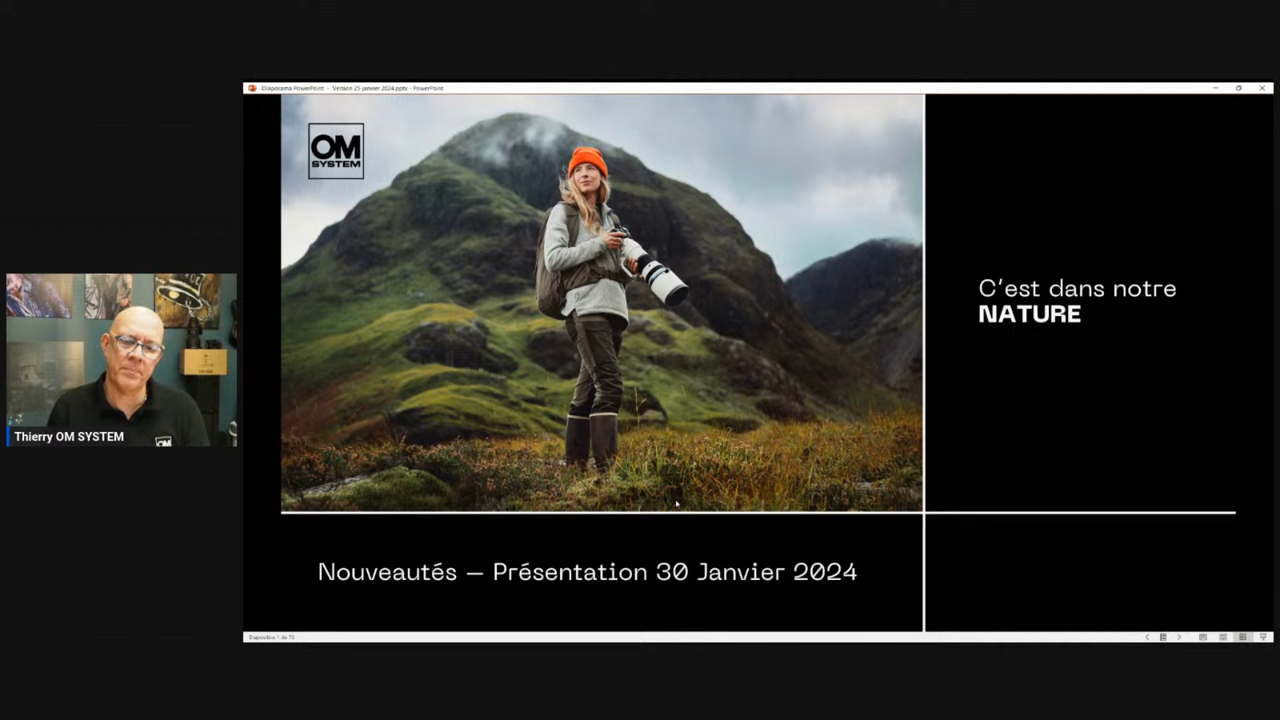 Diaporama PowerPoint - Version 25 janvier 2024.pptx - PowerPoint
OM
SYSTEM
C'est dans notre
NATURE
Thierry OM SYSTEM
OM
Nouveautés — Présentation 30 Janvier 2024